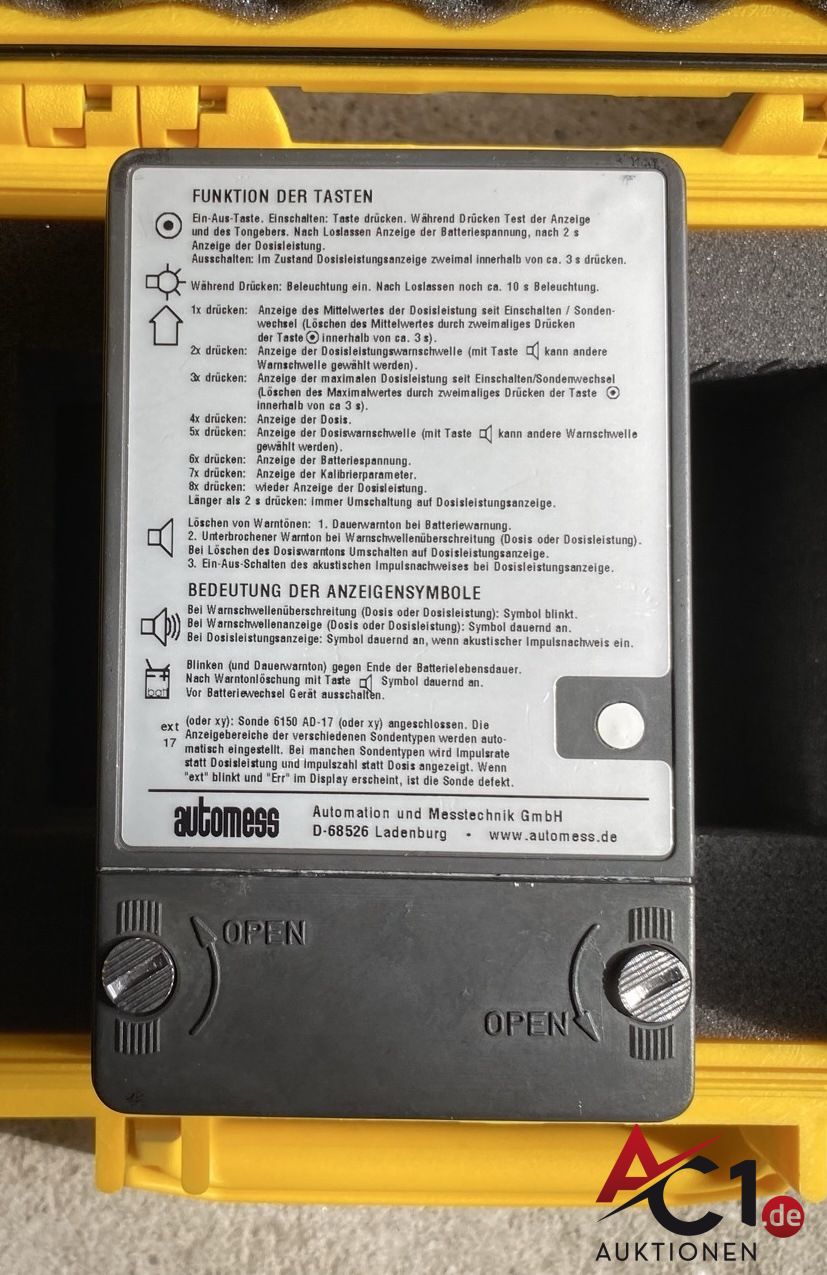 FUNKTION DER TASTEN
Ein-Aus-Taste. Einschalten: Taste drücken. Während Drücken Test der Anzeige
und des Tongebers. Nach Loslassen Anzeige der Batteriespannung, nach 2 s
Anzeige der Dosisleistung.
Ausschalten: Im Zustand Dosisleistungsanzeige zweimal innerhalb von ca. 3 s drücken.
Während Drücken: Beleuchtung ein. Nach Loslassen noch ca. 10 s Beleuchtung.
1x drücken: Anzeige des Mittelwertes der Dosisleistung seit Einschalten / Sonden-
wechsel (Löschen des Mittelwertes durch zweimaliges Drücken
der Taste innerhalb von ca. 3 s).
2x drücken: Anzeige der Dosisleistungswarnschwelle (mit Taste kann andere
Warnschwelle gewählt werden).
3x drücken: Anzeige der maximalen Dosisleistung seit Einschalten/Sondenwechsel
(Löschen des Maximalwertes durch zweimaliges Drücken der Taste
innerhalb von ca 3 s).
4x drücken: Anzeige der Dosis.
5x drücken: Anzeige der Dosiswarnschwelle (mit Taste kann andere Warnschwelle
gewählt werden).
6x drücken: Anzeige der Batteriespannung.
7x drücken: Anzeige der Kalibrierparameter.
8x drücken: wieder Anzeige der Dosisleistung.
Länger als 2 s drücken: Immer Umschaltung auf Dosisleistungsanzeige.
Löschen von Warntönen: 1. Dauerwarnton bei Batteriewarnung.
2. Unterbrochener Warnton bei Warnschwellenüberschreitung (Dosis oder Dosisleistung).
Bei Löschen des Dosiswarntons Umschalten auf Dosisleistungsanzeige.
3. Ein-Aus-Schalten des akustischen Impulsnachweises bei Dosisleistungsanzeige.
BEDEUTUNG DER ANZEIGENSYMBOLE
Bei Warnschwellenüberschreitung (Dosis oder Dosisleistung): Symbol blinkt.
Bei Warnschwellenanzeige (Dosis oder Dosisleistung): Symbol dauernd an.
Bei Dosisleistungsanzeige: Symbol dauernd an, wenn akustischer Impulsnachweis ein.
batt
Blinken (und Dauerwarnton) gegen Ende der Batterielebensdauer.
Nach Warntonlöschung mit Taste Symbol dauernd an.
Vor Batteriewechsel Gerät ausschalten.
ext (oder xy): Sonde 6150 AD-17 (oder xy) angeschlossen. Die
17 Anzeigebereiche der verschiedenen Sondentypen werden auto-
matisch eingestellt. Bei manchen Sondentypen wird Impulsrate
statt Dosisleistung und Impulszahl statt Dosis angezeigt. Wenn
"ext" blinkt und "Err" im Display erscheint, ist die Sonde defekt.
automess Automation und Messtechnik GmbH
D-68526 Ladenburg • www.automess.de
OPEN
OPEN
AC1.de
AUKTIONEN